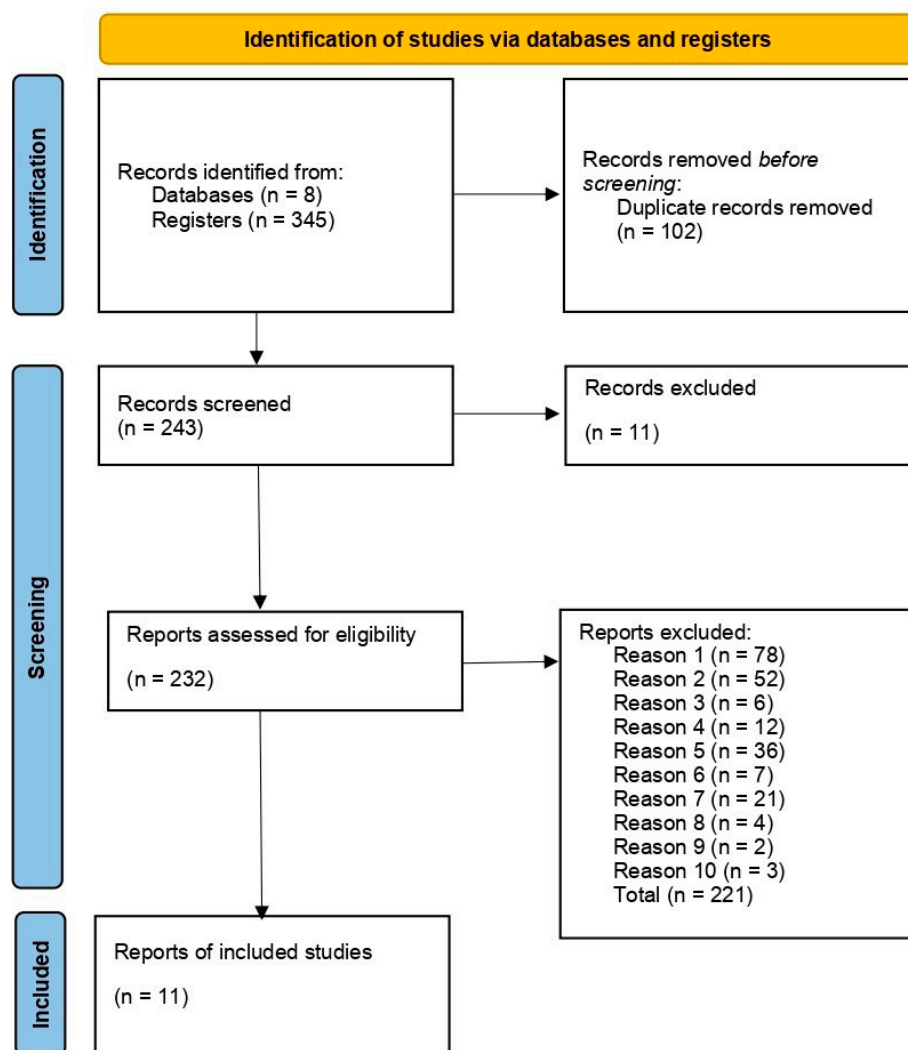 Identification of studies via databases and registers
Identification
Records identified from:
Databases (n = 8)
Registers (n = 345)
Records removed before
screening:
Duplicate records removed
(n = 102)
Screening
Records screened
(n = 243)
Records excluded
(n = 11)
Reports assessed for eligibility
(n = 232)
Reports excluded:
Reason 1 (n = 78)
Reason 2 (n = 52)
Reason 3 (n = 6)
Reason 4 (n = 12)
Reason 5 (n = 36)
Reason 6 (n = 7)
Reason 7 (n = 21)
Reason 8 (n = 4)
Reason 9 (n = 2)
Reason 10 (n = 3)
Total (n = 221)
Included
Reports of included studies
(n = 11)